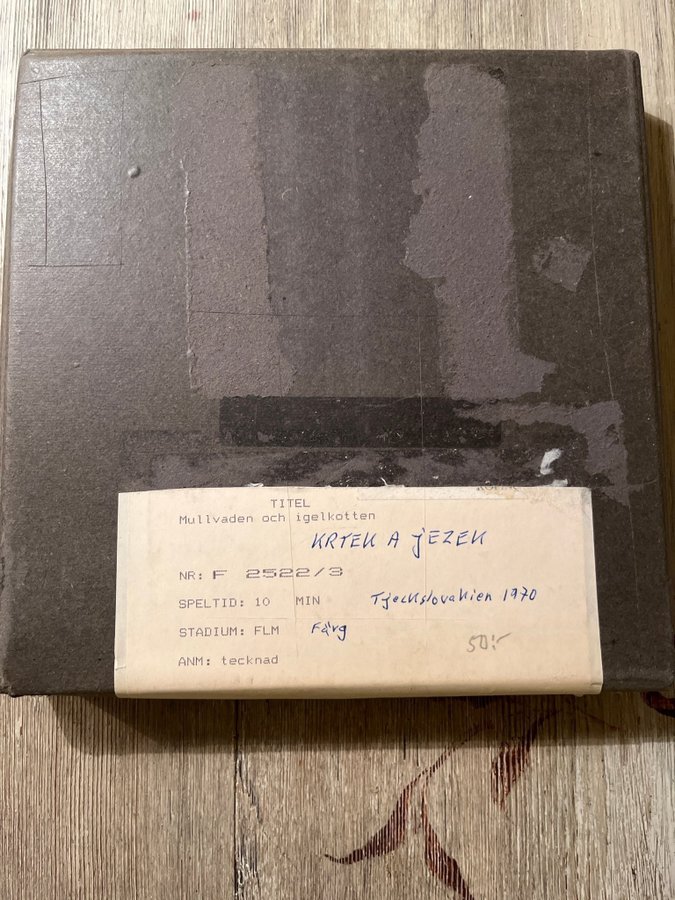 TITEL
Mullvaden och igelkotten
KRTEK A JEZEK
NR: F 2522/3
SPELTID: 10 MIN Tjeckslovakien 1970
STADIUM: FLM Färg
50:-
ANM: tecknad